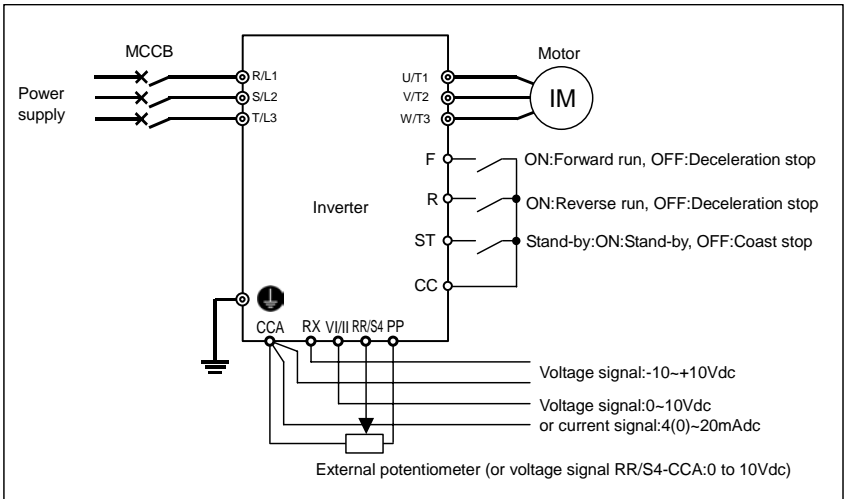 MCCB
Motor
Power
supply
R/L1
S/L2
T/L3
U/T1
V/T2
W/T3
IM
F
ON:Forward run, OFF:Deceleration stop
R
ON:Reverse run, OFF:Deceleration stop
Inverter
ST
Stand-by:ON:Stand-by, OFF:Coast stop
CC
CCA RX VI/II RR/S4 PP
Voltage signal:-10~+10Vdc
Voltage signal:0~10Vdc
or current signal:4(0)~20mAdc
External potentiometer (or voltage signal RR/S4-CCA:0 to 10Vdc)